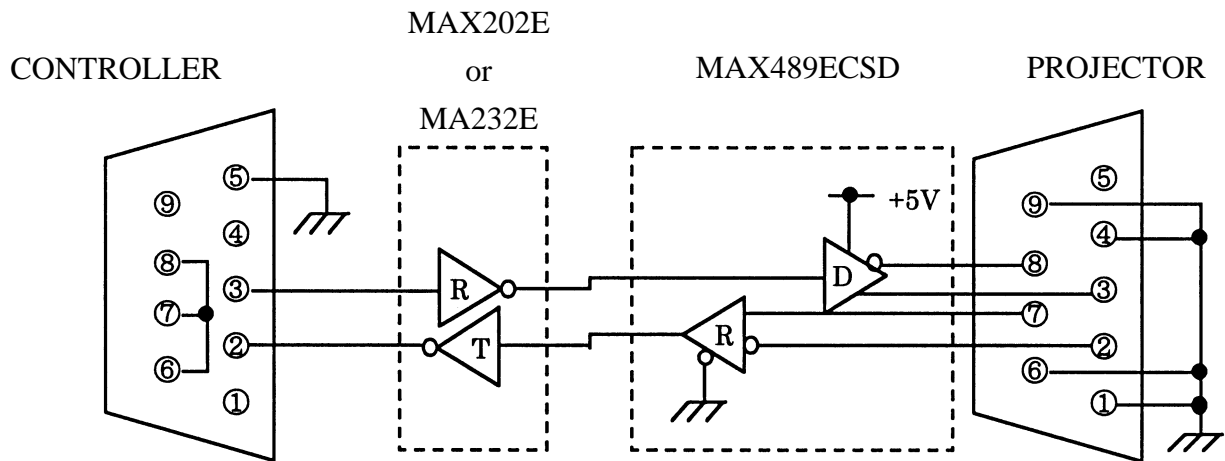 MAX202E
or
MA232E
CONTROLLER
MAX489ECSD
PROJECTOR
⑤
⑨
④
⑧
③
⑦
②
⑥
①
R
T
+5V
D
R
⑤
⑨
④
⑧
③
⑦
②
⑥
①